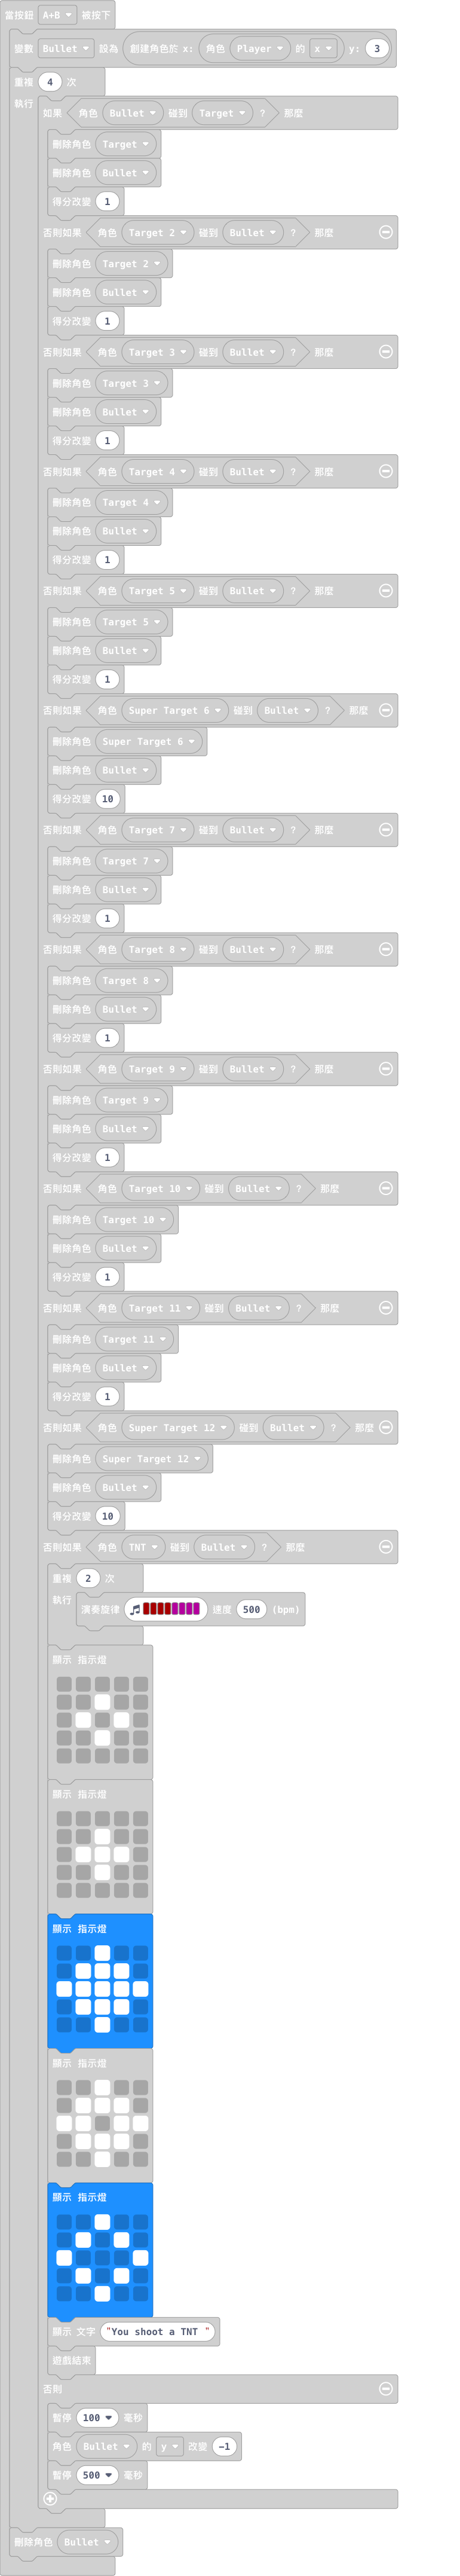 當按鈕 A+B 被按下
變數 Bullet 設為 創建角色於 x: 角色 Player 的 x y: 3
重複 4 次
執行
如果 角色 Bullet 碰到 Target ? 那麼
刪除角色 Target
刪除角色 Bullet
得分改變 1
否則如果 角色 Target 2 碰到 Bullet ? 那麼
刪除角色 Target 2
刪除角色 Bullet
得分改變 1
否則如果 角色 Target 3 碰到 Bullet ? 那麼
刪除角色 Target 3
刪除角色 Bullet
得分改變 1
否則如果 角色 Target 4 碰到 Bullet ? 那麼
刪除角色 Target 4
刪除角色 Bullet
得分改變 1
否則如果 角色 Target 5 碰到 Bullet ? 那麼
刪除角色 Target 5
刪除角色 Bullet
得分改變 1
否則如果 角色 Super Target 6 碰到 Bullet ? 那麼
刪除角色 Super Target 6
刪除角色 Bullet
得分改變 10
否則如果 角色 Target 7 碰到 Bullet ? 那麼
刪除角色 Target 7
刪除角色 Bullet
得分改變 1
否則如果 角色 Target 8 碰到 Bullet ? 那麼
刪除角色 Target 8
刪除角色 Bullet
得分改變 1
否則如果 角色 Target 9 碰到 Bullet ? 那麼
刪除角色 Target 9
刪除角色 Bullet
得分改變 1
否則如果 角色 Target 10 碰到 Bullet ? 那麼
刪除角色 Target 10
刪除角色 Bullet
得分改變 1
否則如果 角色 Target 11 碰到 Bullet ? 那麼
刪除角色 Target 11
刪除角色 Bullet
得分改變 1
否則如果 角色 Super Target 12 碰到 Bullet ? 那麼
刪除角色 Super Target 12
刪除角色 Bullet
得分改變 10
否則如果 角色 TNT 碰到 Bullet ? 那麼
重複 2 次
執行 演奏旋律 速度 500 (bpm)
顯示 指示燈
顯示 指示燈
顯示 指示燈
顯示 指示燈
顯示 指示燈
顯示 文字 "You shoot a TNT "
遊戲結束
否則
暫停 100 毫秒
角色 Bullet 的 y 改變 -1
暫停 500 毫秒
刪除角色 Bullet